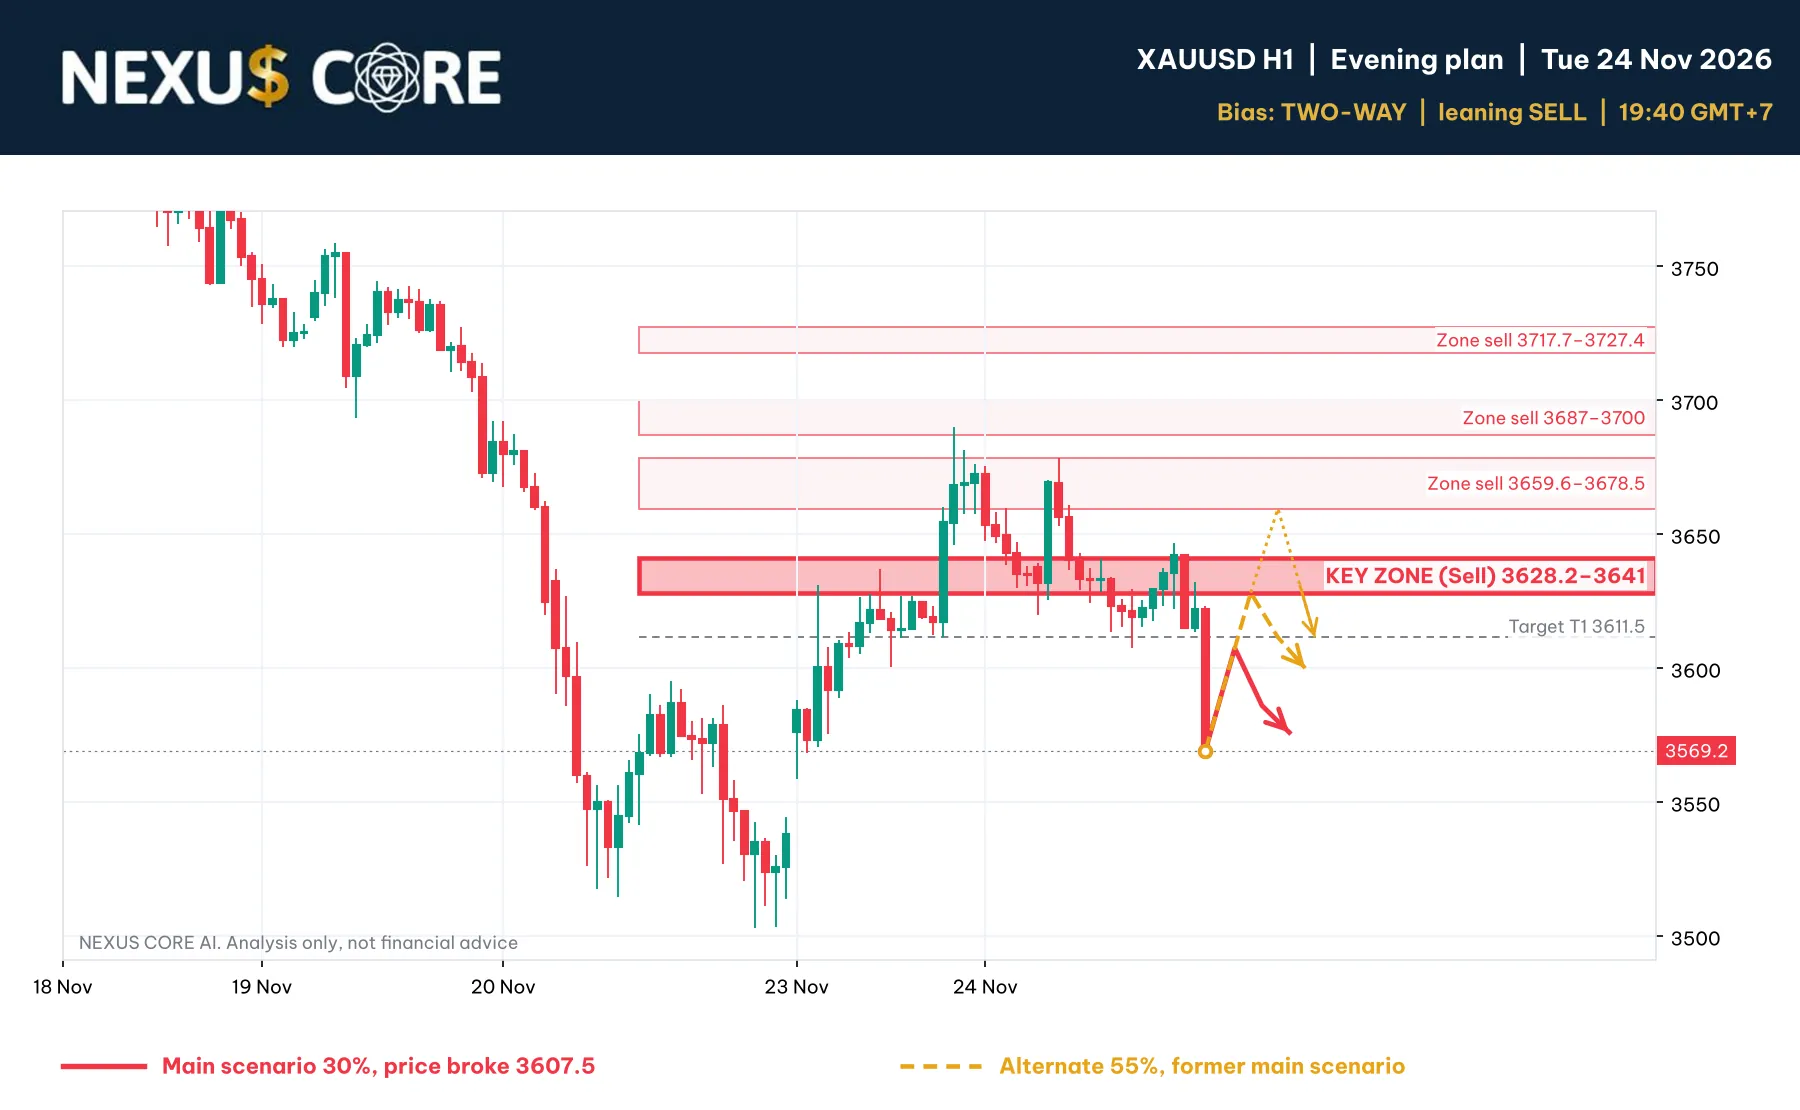 NEXU$ CORE
XAUUSD H1 | Evening plan | Tue 24 Nov 2026
Bias: TWO-WAY | leaning SELL | 19:40 GMT+7
3750
Zone sell 3717.7–3727.4
3700
Zone sell 3687–3700
Zone sell 3659.6–3678.5
3650
KEY ZONE (Sell) 3628.2–3641
Target T1 3611.5
3600
3569.2
3550
3500
NEXUS CORE AI. Analysis only, not financial advice
18 Nov 19 Nov 20 Nov 23 Nov 24 Nov
Main scenario 30%, price broke 3607.5
Alternate 55%, former main scenario